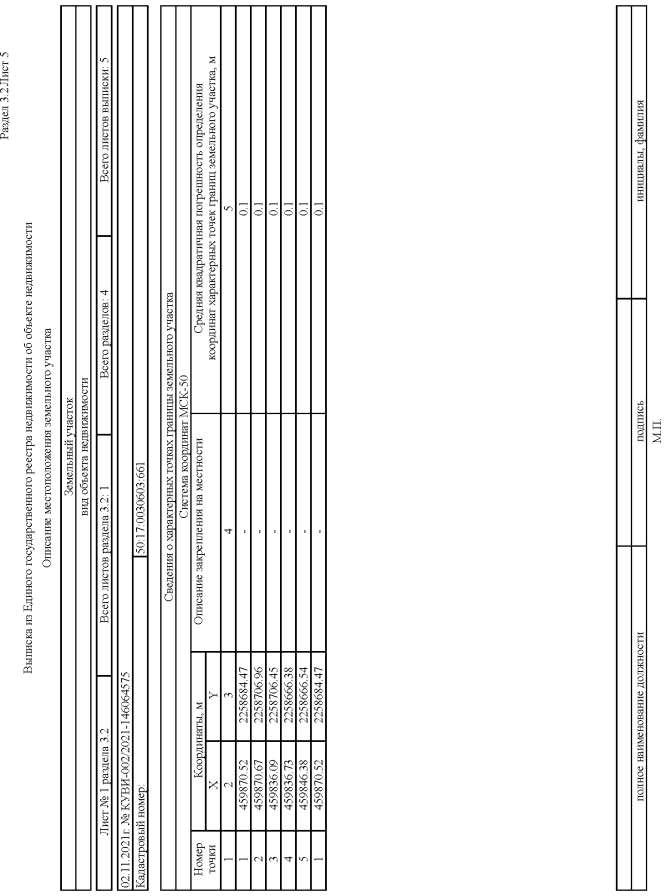 Раздел 3.2 Лист 5
Выписка из Единого государственного реестра недвижимости об объекте недвижимости
Описание местоположения земельного участка
Земельный участок
вид объекта недвижимости
Лист № 1 раздела 3.2 Всего листов раздела 3.2: 1 Всего разделов: 4 Всего листов выписки: 5
02.11.2021г. № КУВИ-002/2021-146064575
Кадастровый номер: 50:17:0030603:661
Сведения о характерных точках границы земельного участка
Система координат МСК-50
Номер точки Координаты, м Описание закрепления на местности Средняя квадратичная погрешность определения
координат характерных точек границ земельного участка, м
X Y
1 2 3 4 5
1 459870.52 2258684.47 - 0.1
2 459870.67 2258706.96 - 0.1
3 459836.09 2258706.45 - 0.1
4 459836.73 2258666.38 - 0.1
5 459846.38 2258666.54 - 0.1
1 459870.52 2258684.47 - 0.1
полное наименование должности подпись инициалы, фамилия
М.П.